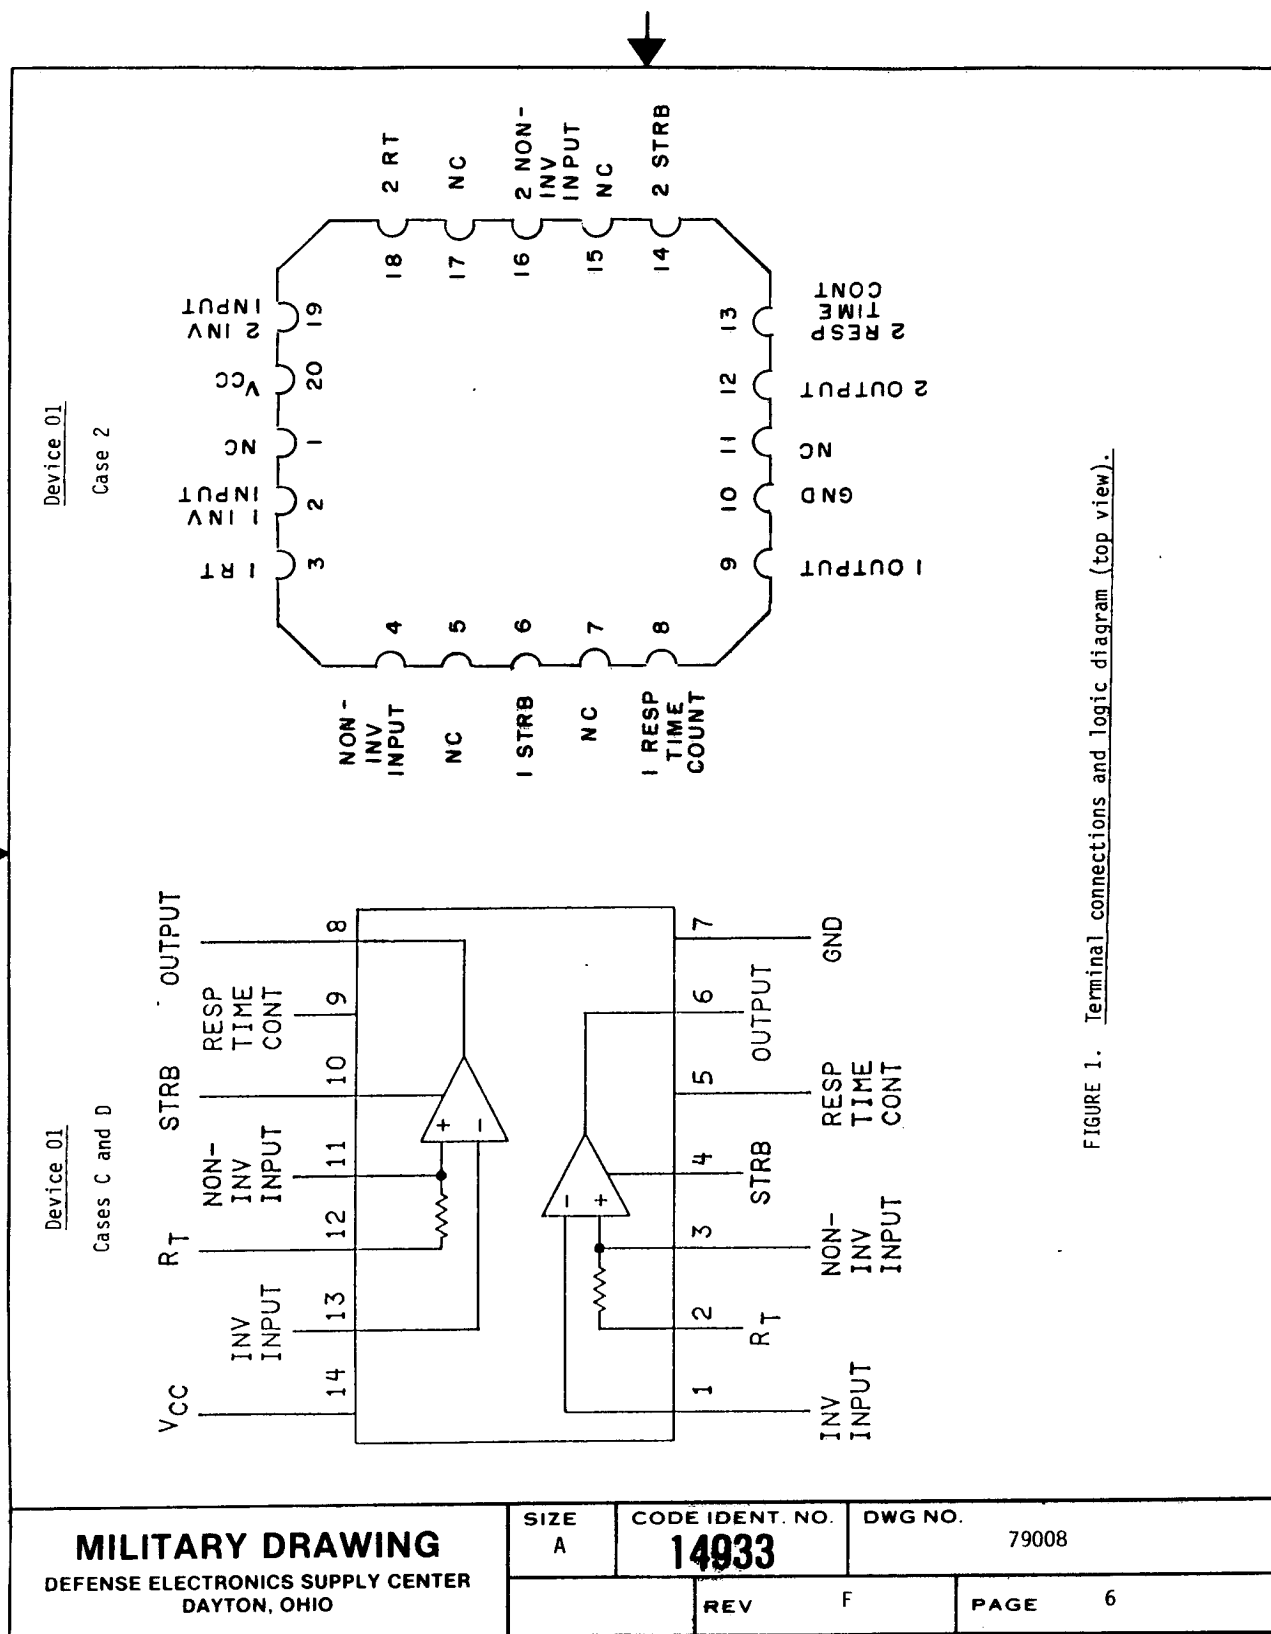 Device 01
Cases C and D
VCC
INV
INPUT
RT
NON-
INV
INPUT
STRB
RESP
TIME
CONT
OUTPUT
14
13
12
11
10
9
8
+
−
−
+
1
2
3
4
5
6
7
INV
INPUT
RT
NON-
INV
INPUT
STRB
RESP
TIME
CONT
OUTPUT
GND
Device 01
Case 2
1 RT
1 INV
INPUT
NC
VCC
2 INV
INPUT
3
2
1
20
19
NON-
INV
INPUT
NC
1 STRB
NC
1 RESP
TIME
COUNT
4
5
6
7
8
18
17
16
15
14
2 RT
NC
2 NON-
INV
INPUT
NC
2 STRB
9
10
11
12
13
1 OUTPUT
GND
NC
2 OUTPUT
2 RESP
TIME
CONT
FIGURE 1. Terminal connections and logic diagram (top view).
MILITARY DRAWING
DEFENSE ELECTRONICS SUPPLY CENTER
DAYTON, OHIO
SIZE
A
CODE IDENT. NO.
14933
DWG NO.
79008
REV F
PAGE 6